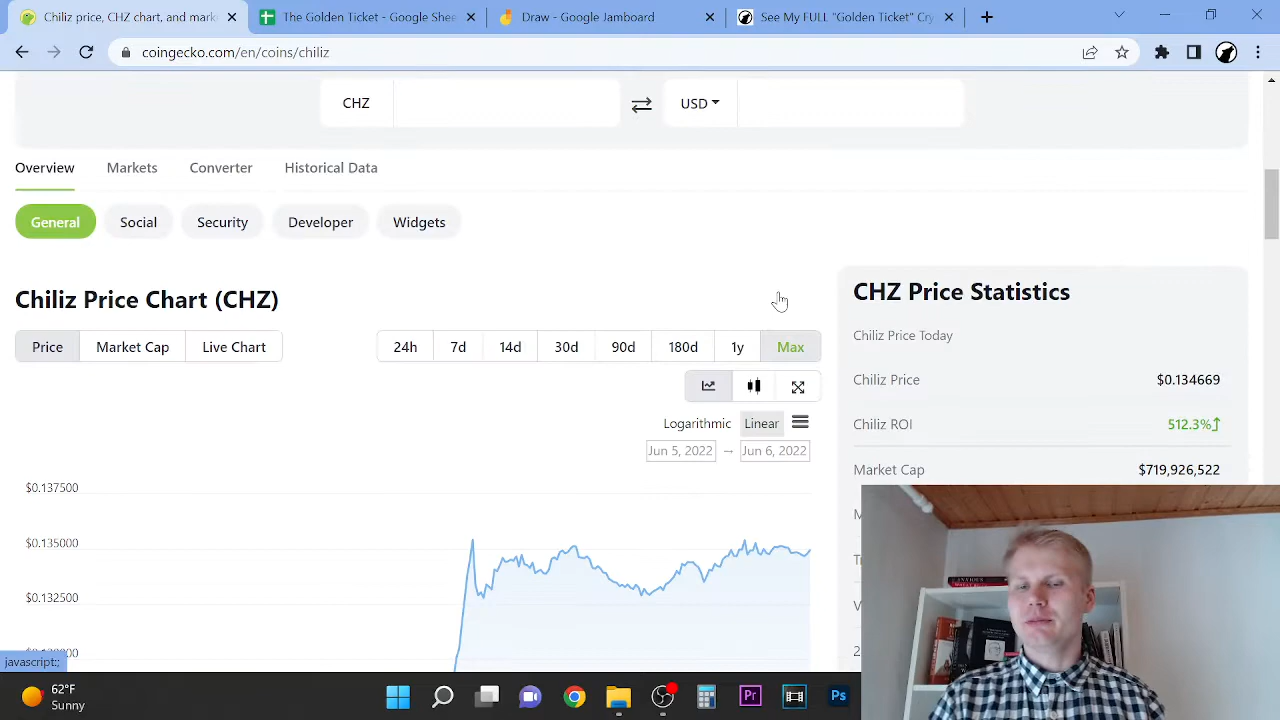 CHZ chart, price, and mark
The Golden Ticket - Google Shee
Draw - Google Jamboard
See My FULL "Golden Ticket" Cry
coingecko.com/en/coins/chiliz
CHZ
USD
Overview
Markets
Converter
Historical Data
General
Social
Security
Developer
Widgets
Chiliz Price Chart (CHZ)
CHZ Price Statistics
Price
Market Cap
Live Chart
24h
7d
14d
30d
90d
180d
1y
Max
Chiliz Price Today
Chiliz Price
$0.134669
Logarithmic
Linear
Chiliz ROI
512.3%
Jun 5, 2022 → Jun 6, 2022
Market Cap
$719,926,522
$0.137500
$0.135000
$0.132500
62°F
Sunny
Pr
Ps